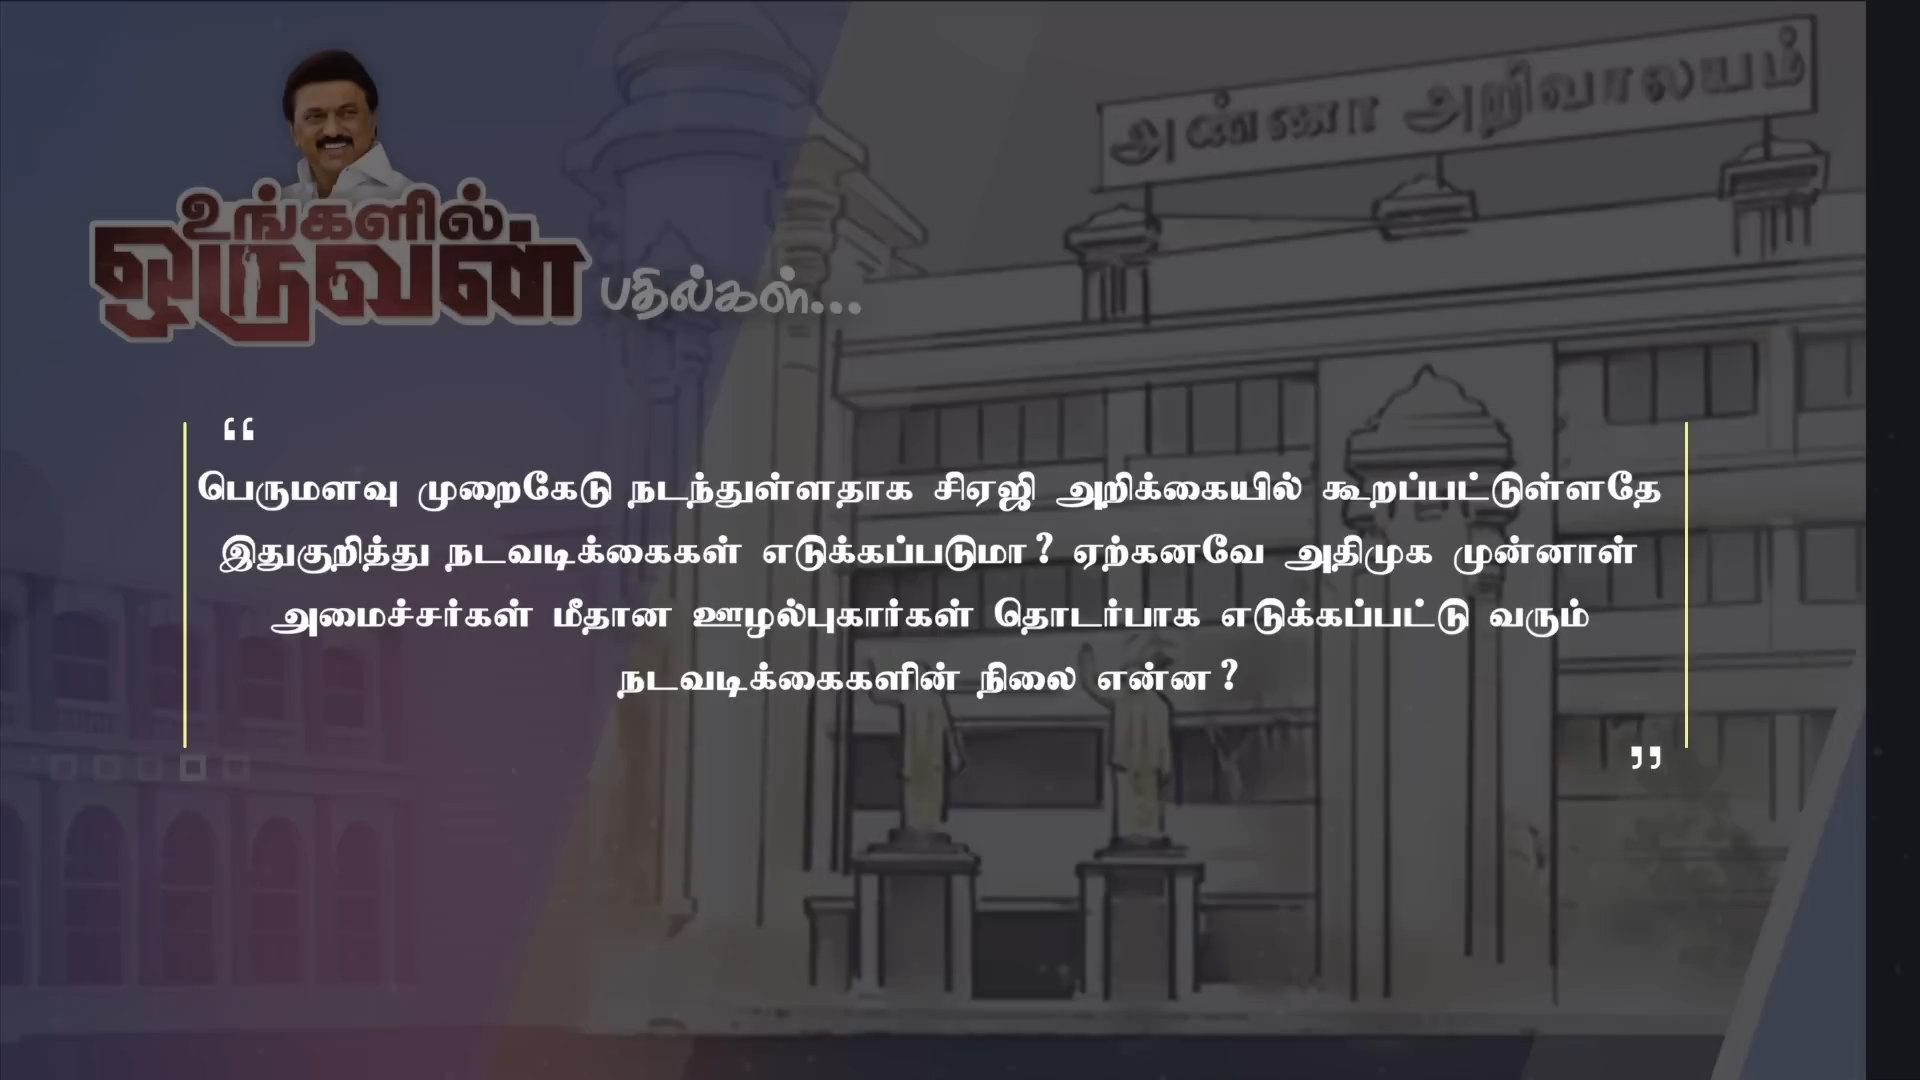 அண்ணா அறிவாலயம்
உங்களில்
ஒருவன் பதில்கள்...
“
பெருமளவு முறைகேடு நடந்துள்ளதாக சிஏஜி அறிக்கையில் கூறப்பட்டுள்ளதே
இதுகுறித்து நடவடிக்கைகள் எடுக்கப்படுமா? ஏற்கனவே அதிமுக முன்னாள்
அமைச்சர்கள் மீதான ஊழல்புகார்கள் தொடர்பாக எடுக்கப்பட்டு வரும்
நடவடிக்கைகளின் நிலை என்ன?
”